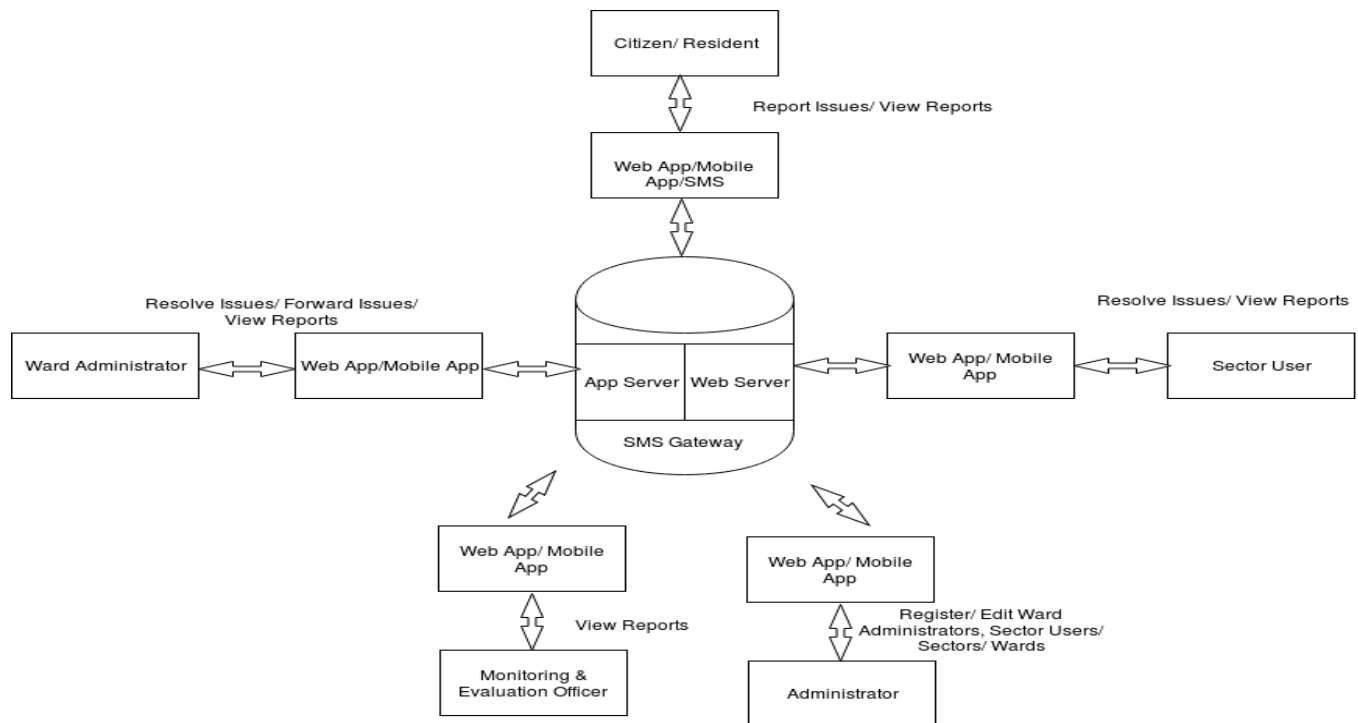 Citizen/ Resident
Report Issues/ View Reports
Web App/Mobile
App/SMS
Resolve Issues/ Forward Issues/
View Reports
Ward Administrator
Web App/Mobile App
App Server
Web Server
SMS Gateway
Resolve Issues/ View Reports
Web App/ Mobile
App
Sector User
Web App/ Mobile
App
View Reports
Monitoring &
Evaluation Officer
Web App/ Mobile
App
Register/ Edit Ward
Administrators, Sector Users/
Sectors/ Wards
Administrator